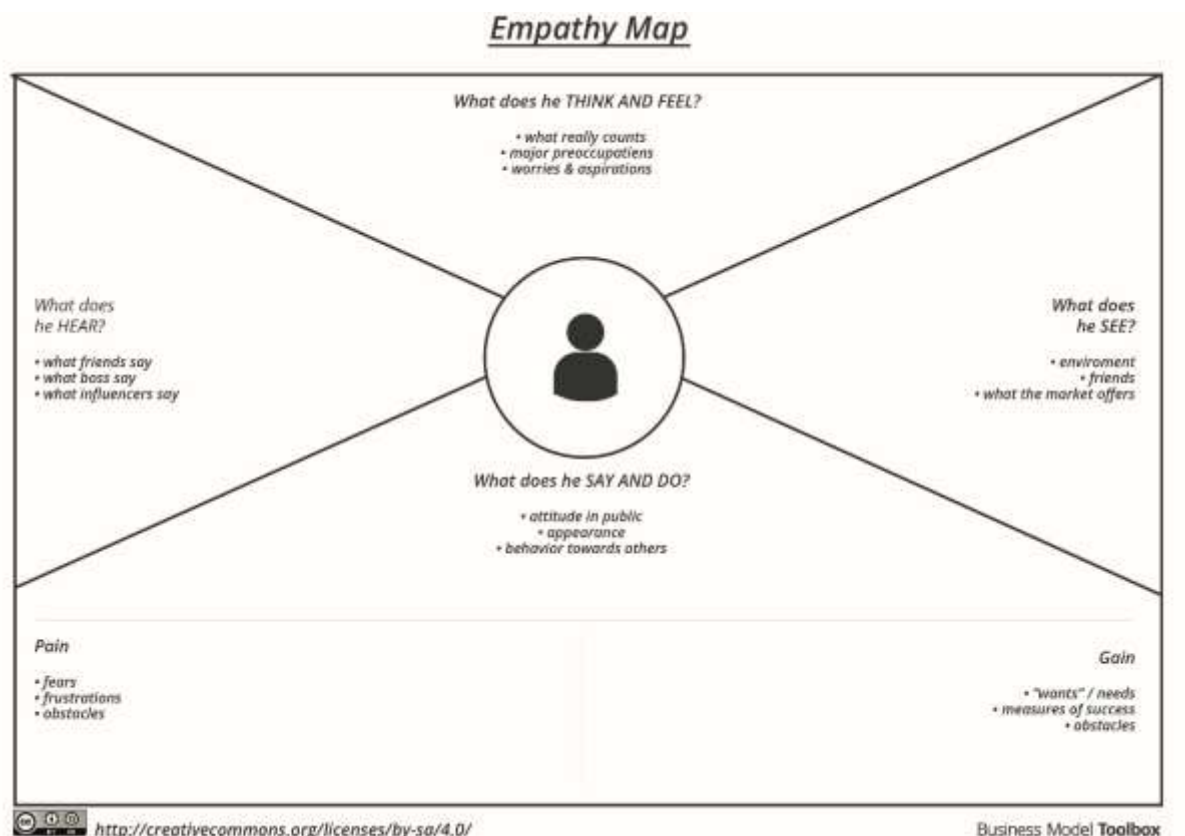 Empathy Map
What does he THINK AND FEEL?
• what really counts
• major preoccupatiens
• worries & aspirations
What does
he HEAR?
• what friends say
• what boss say
• what influencers say
What does
he SEE?
• enviroment
• friends
• what the market offers
What does he SAY AND DO?
• attitude in public
• appearance
• behavior towards others
Pain
• fears
• frustrations
• obstacles
Gain
• "wants" / needs
• measures of success
• obstacles
http://creativecommons.org/licenses/by-sa/4.0/
Business Model Toolbox